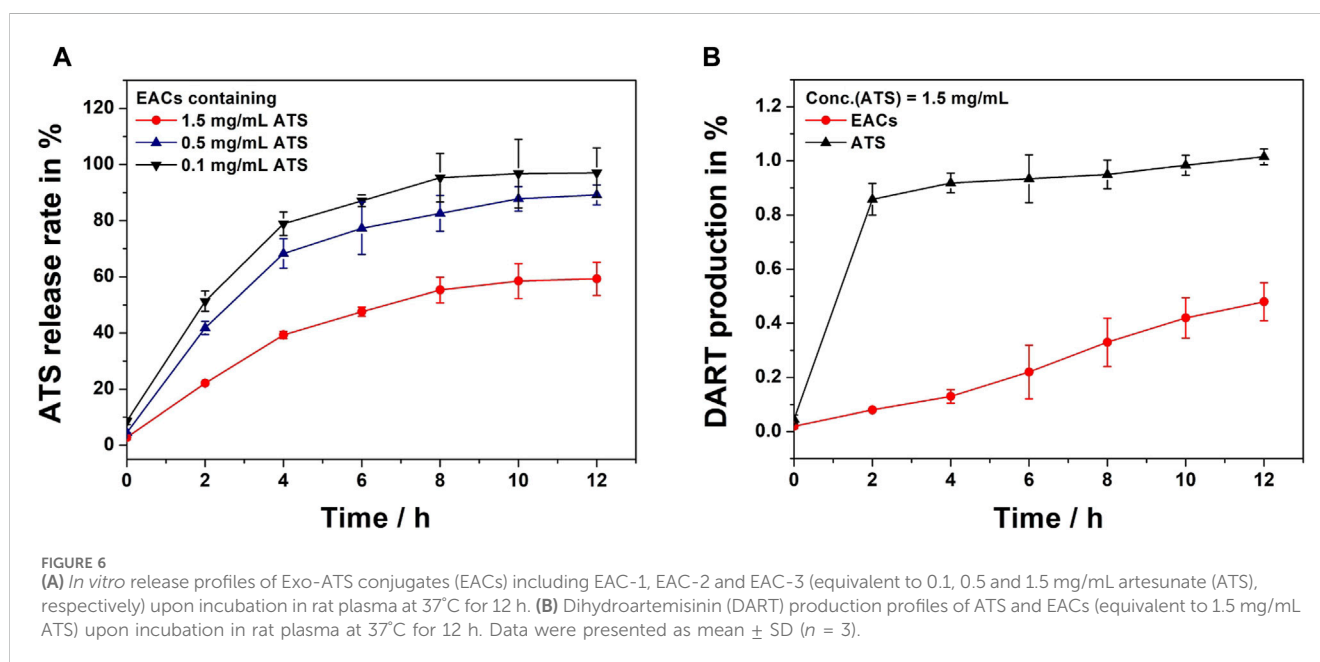 A
ATS release rate in %
120
100
80
60
40
20
0
EACs containing
1.5 mg/mL ATS
0.5 mg/mL ATS
0.1 mg/mL ATS
0 2 4 6 8 10 12
Time / h
B
DART production in %
1.2
1.0
0.8
0.6
0.4
0.2
0.0
Conc.(ATS) = 1.5 mg/mL
EACs
ATS
0 2 4 6 8 10 12
Time / h
FIGURE 6
(A) In vitro release profiles of Exo-ATS conjugates (EACs) including EAC-1, EAC-2 and EAC-3 (equivalent to 0.1, 0.5 and 1.5 mg/mL artesunate (ATS),
respectively) upon incubation in rat plasma at 37°C for 12 h. (B) Dihydroartemisinin (DART) production profiles of ATS and EACs (equivalent to 1.5 mg/mL
ATS) upon incubation in rat plasma at 37°C for 12 h. Data were presented as mean ± SD (n = 3).